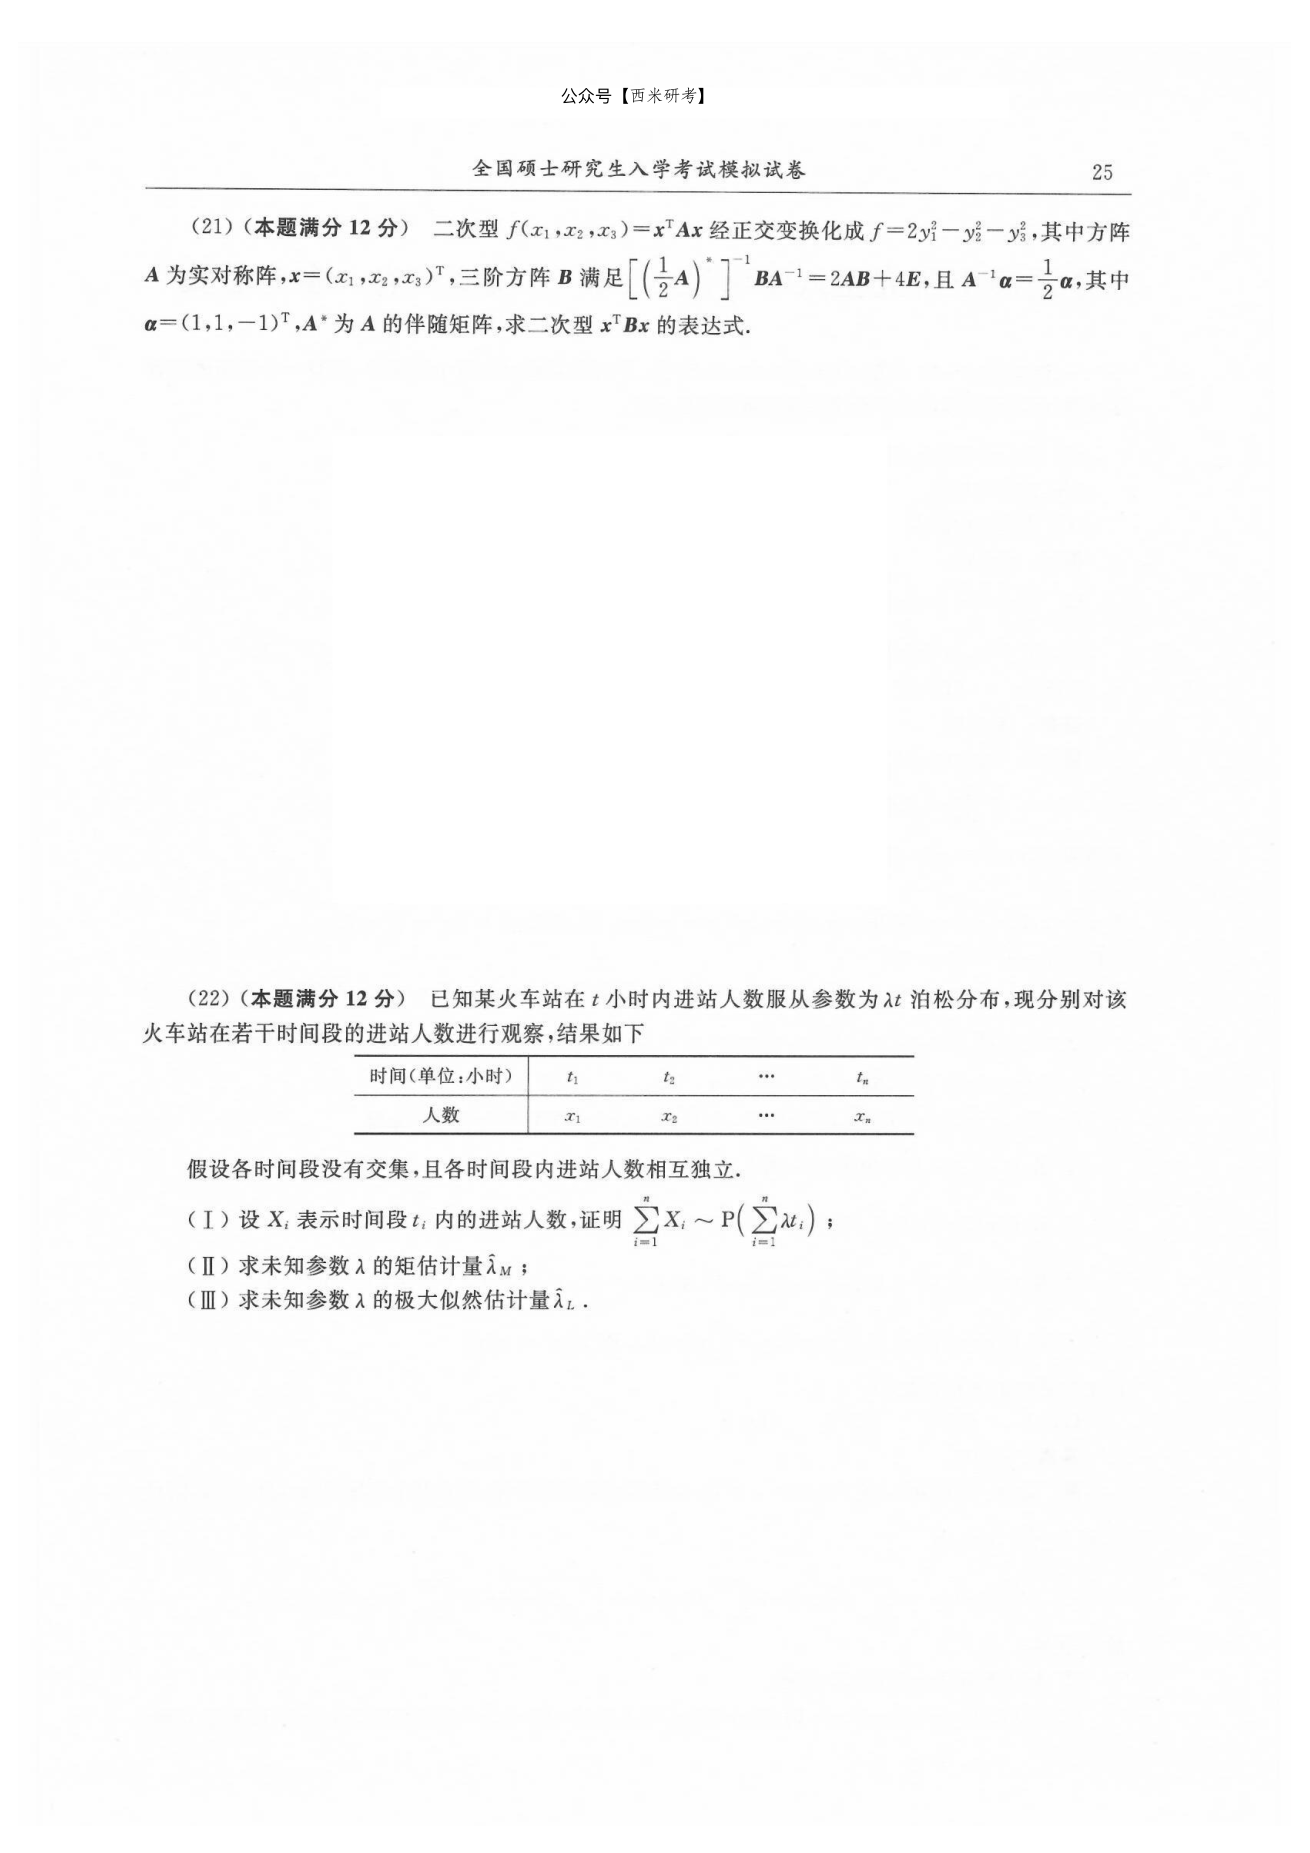 公众号【西米研考】
全国硕士研究生入学考试模拟试卷 25
(21)(本题满分 12 分) 二次型 f(x₁,x₂,x₃)=xᵀAx 经正交变换化成 f=2y₁²−y₂²−y₃²,其中方阵
A 为实对称阵,x=(x₁,x₂,x₃)ᵀ,三阶方阵 B 满足[(1/2 A)*]⁻¹BA⁻¹=2AB+4E,且 A⁻¹α=1/2 α,其中
α=(1,1,−1)ᵀ,A* 为 A 的伴随矩阵,求二次型 xᵀBx 的表达式.
(22)(本题满分 12 分) 已知某火车站在 t 小时内进站人数服从参数为 λt 泊松分布,现分别对该
火车站在若干时间段的进站人数进行观察,结果如下
时间(单位:小时) t₁ t₂ ⋯ tₙ
人数 x₁ x₂ ⋯ xₙ
假设各时间段没有交集,且各时间段内进站人数相互独立.
(Ⅰ)设 Xᵢ 表示时间段 tᵢ 内的进站人数,证明 ∑ᵢ₌₁ⁿ Xᵢ ~ P(∑ᵢ₌₁ⁿ λtᵢ);
(Ⅱ)求未知参数 λ 的矩估计量 λ̂_M;
(Ⅲ)求未知参数 λ 的极大似然估计量 λ̂_L.